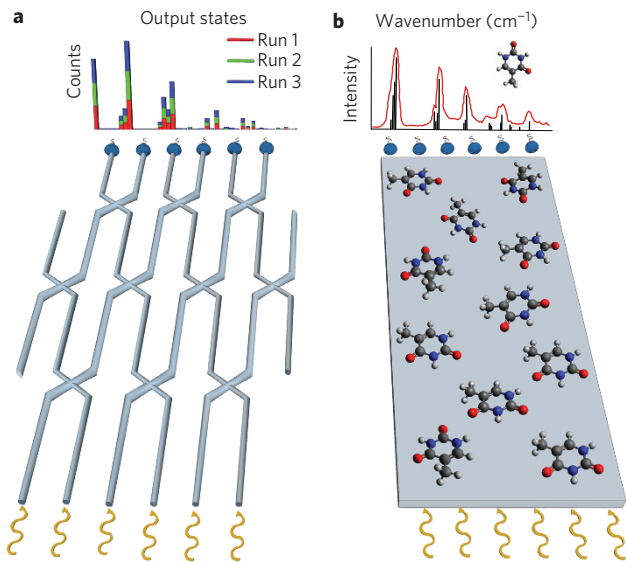 a
Output states
Counts
Run 1
Run 2
Run 3
b
Wavenumber (cm⁻¹)
Intensity